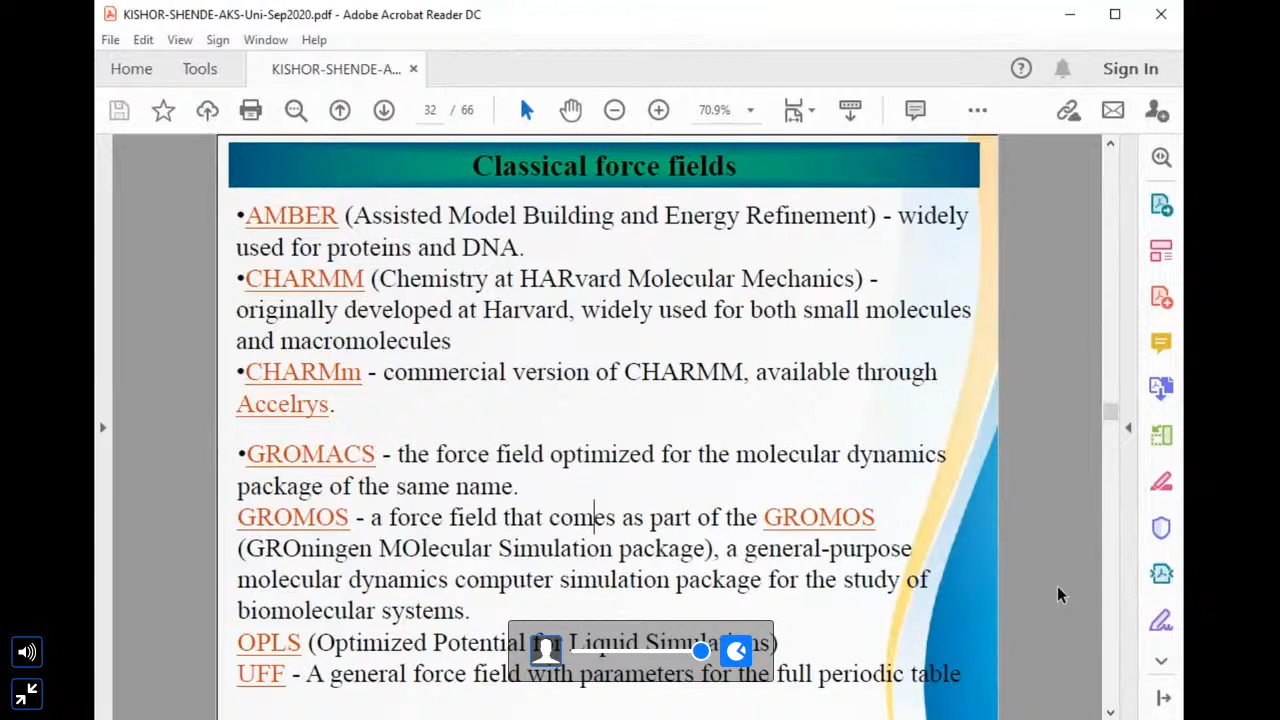 KISHOR-SHENDE-AKS-Uni-Sep2020.pdf - Adobe Acrobat Reader DC
File Edit View Sign Window Help
Home Tools KISHOR-SHENDE-A... Sign In
32 / 66 70.9%
Classical force fields
•AMBER (Assisted Model Building and Energy Refinement) - widely
used for proteins and DNA.
•CHARMM (Chemistry at HARvard Molecular Mechanics) -
originally developed at Harvard, widely used for both small molecules
and macromolecules
•CHARMm - commercial version of CHARMM, available through
Accelrys.
•GROMACS - the force field optimized for the molecular dynamics
package of the same name.
GROMOS - a force field that comes as part of the GROMOS
(GROningen MOlecular Simulation package), a general-purpose
molecular dynamics computer simulation package for the study of
biomolecular systems.
OPLS (Optimized Potential for Liquid Simulations)
UFF - A general force field with parameters for the full periodic table